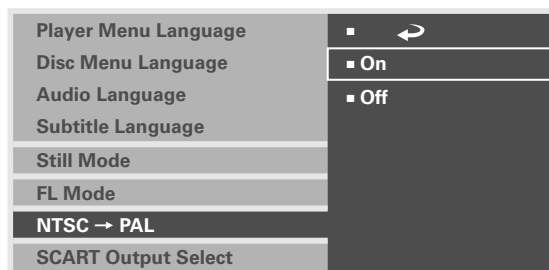 Player Menu Language
Disc Menu Language
Audio Language
Subtitle Language
Still Mode
FL Mode
NTSC → PAL
SCART Output Select
On
Off